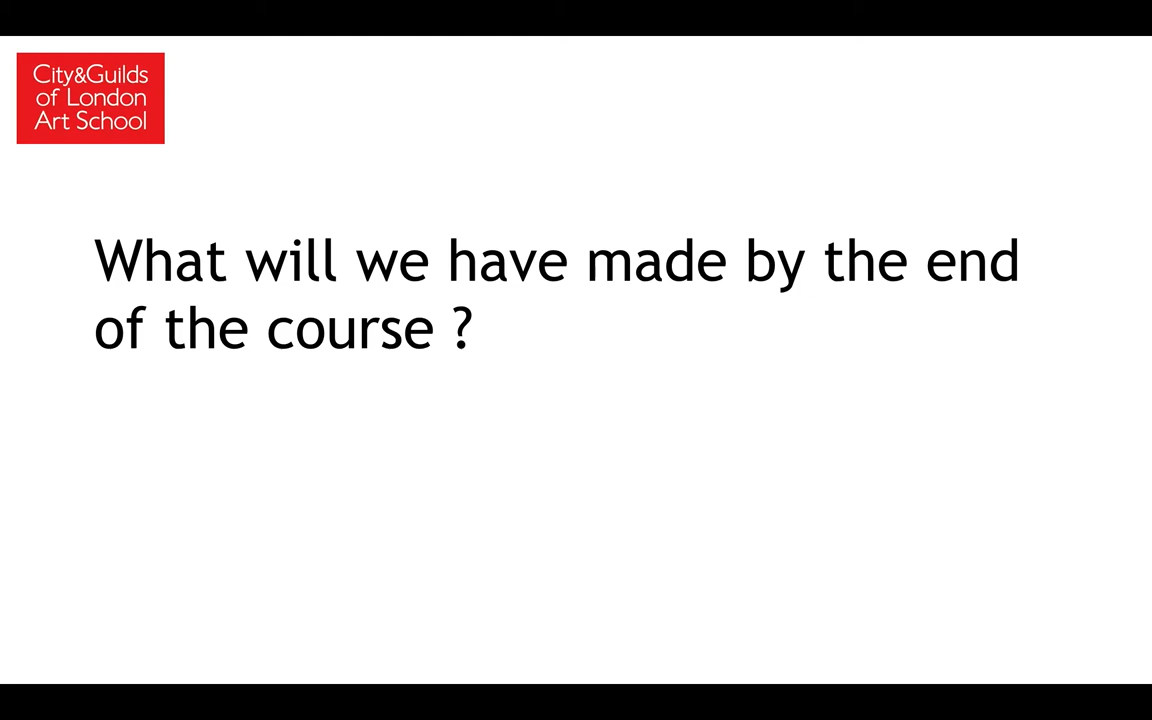 City&Guilds
of London
Art School
What will we have made by the end
of the course ?